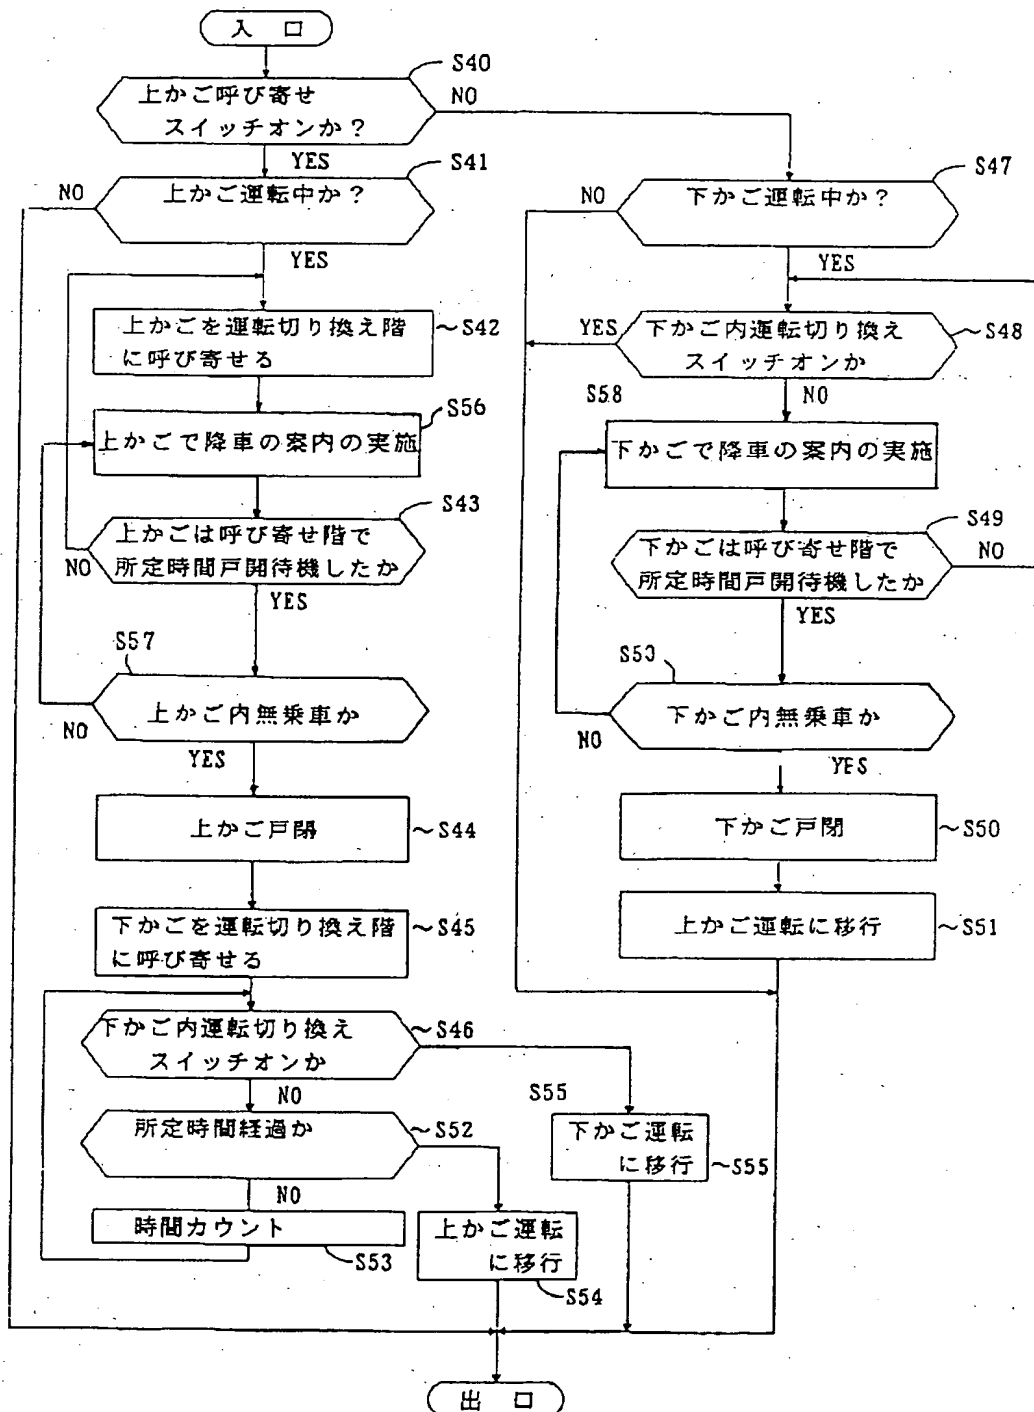 入 口
S40
上かご呼び寄せ
スイッチオンか?
NO
YES
S41
上かご運転中か?
NO
YES
上かごを運転切り換え階
に呼び寄せる
~S42
S56
上かごで降車の案内の実施
S43
上かごは呼び寄せ階で
所定時間戸開待機したか
NO
YES
S57
上かご内無乗車か
NO
YES
上かご戸閉
~S44
下かごを運転切り換え階
に呼び寄せる
~S45
下かご内運転切り換え
スイッチオンか
~S46
NO
所定時間経過か
~S52
NO
時間カウント
S53
上かご運転
に移行
S54
S55
下かご運転
に移行
~S55
S47
下かご運転中か?
NO
YES
下かご内運転切り換え
スイッチオンか
YES
~S48
NO
S58
下かごで降車の案内の実施
S49
下かごは呼び寄せ階で
所定時間戸開待機したか
NO
YES
下かご内無乗車か
NO
YES
下かご戸閉
~S50
上かご運転に移行
~S51
出 口